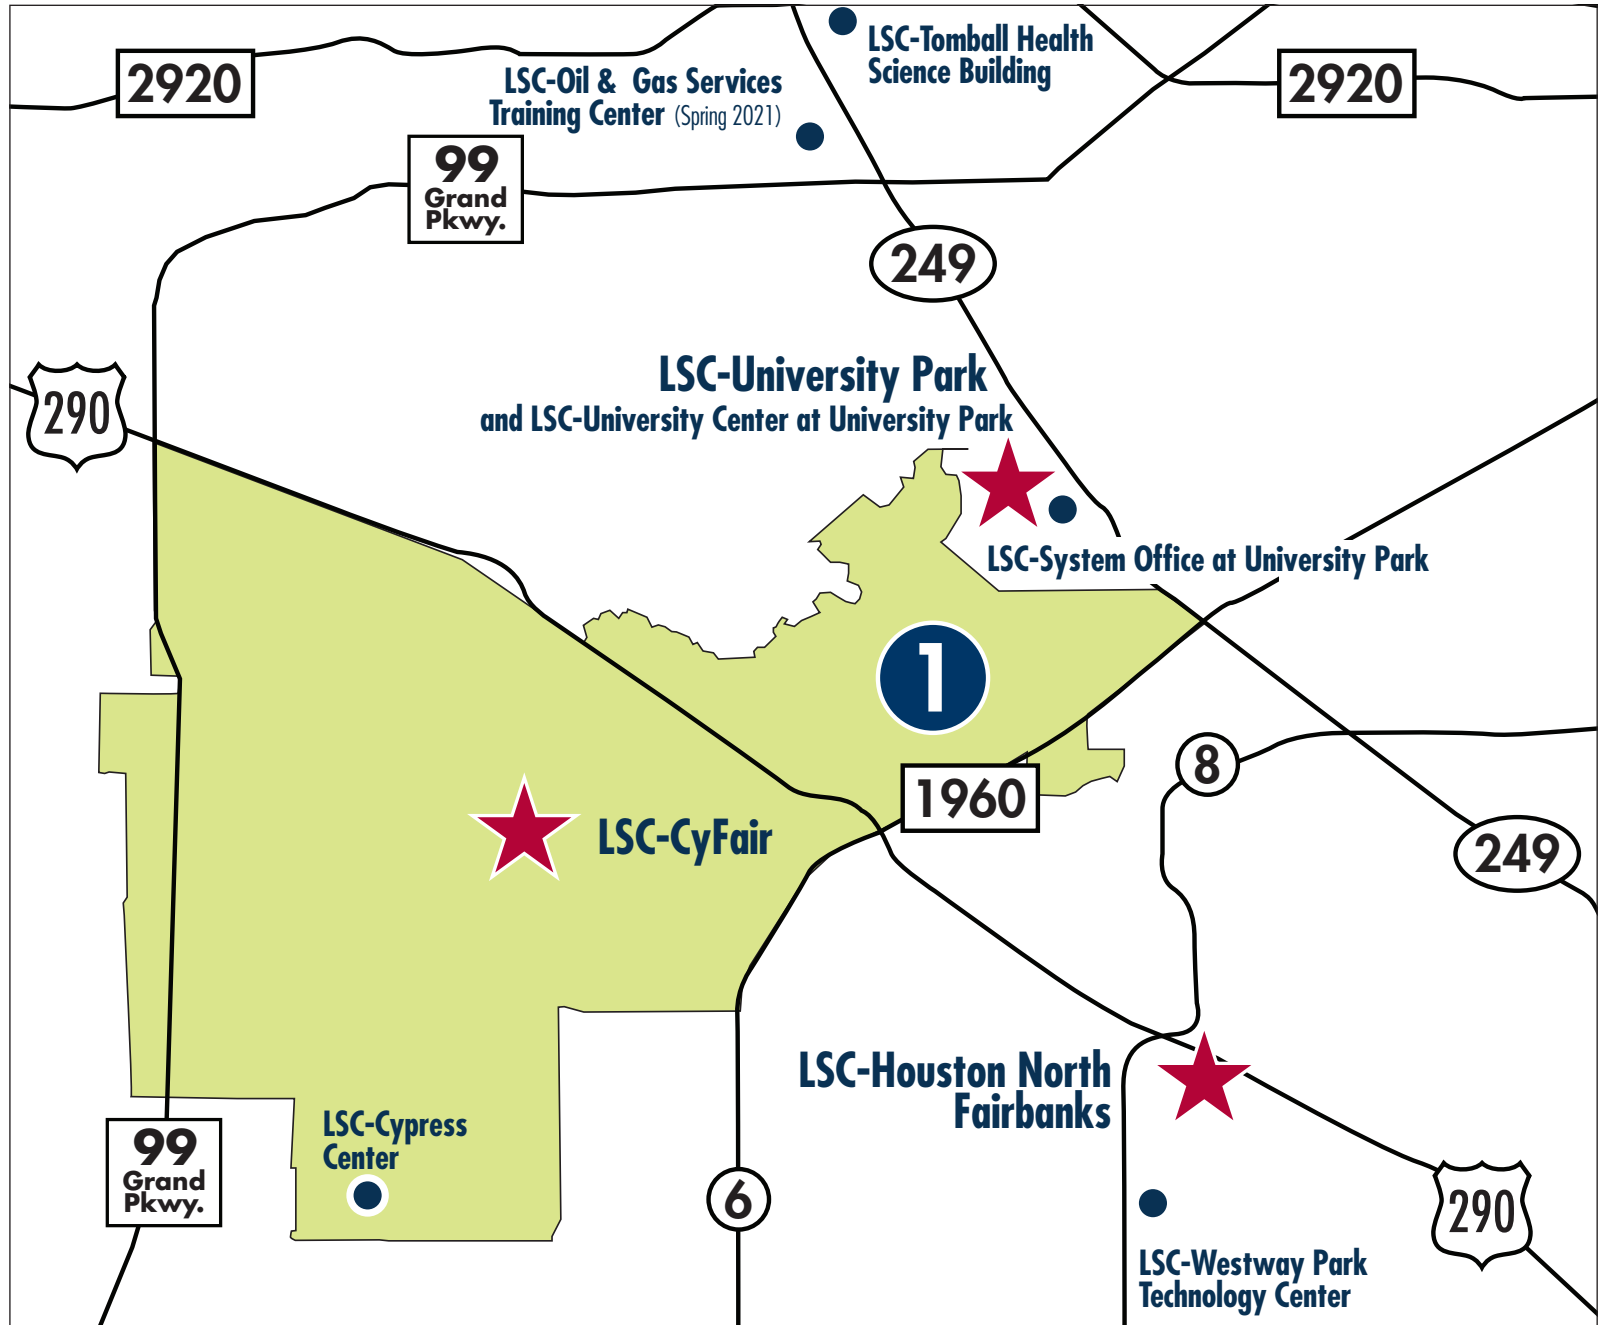 LSC-Tomball Health
Science Building
2920
LSC-Oil & Gas Services
Training Center (Spring 2021)
2920
99
Grand
Pkwy.
249
290
LSC-University Park
and LSC-University Center at University Park
LSC-System Office at University Park
1
8
1960
LSC-CyFair
249
LSC-Houston North
Fairbanks
LSC-Cypress
Center
99
Grand
Pkwy.
6
290
LSC-Westway Park
Technology Center